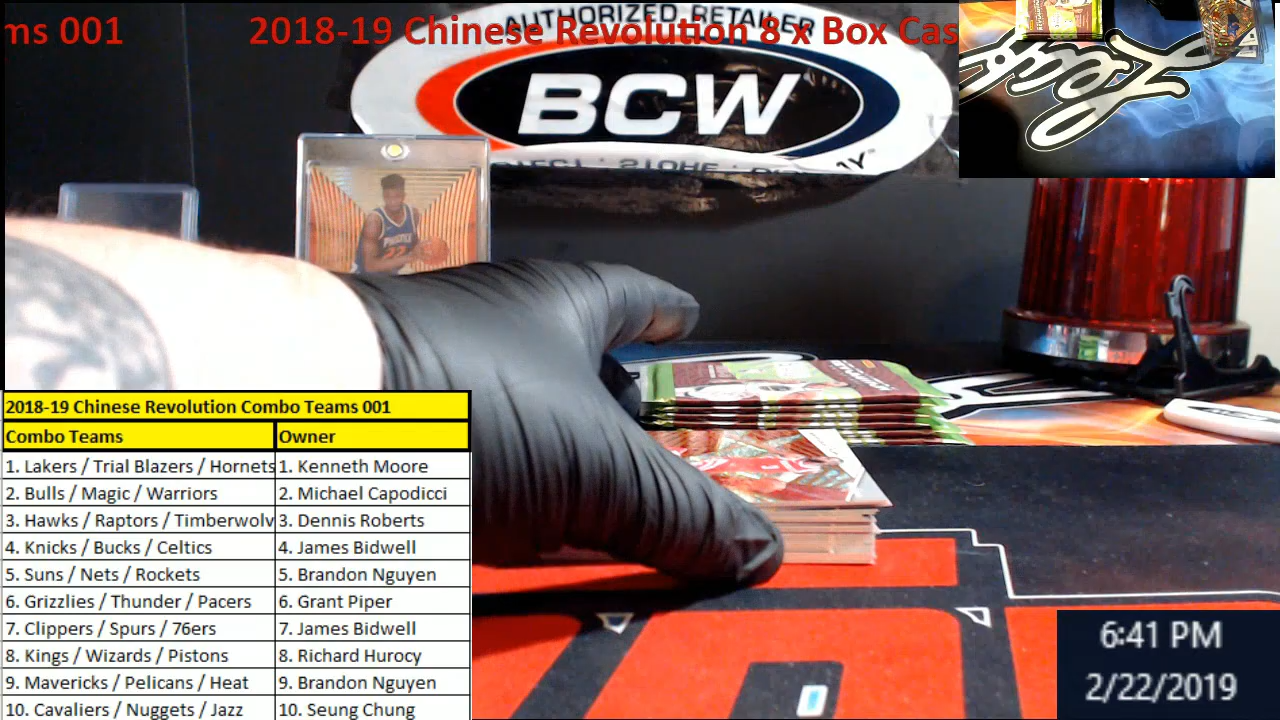 ms 001 2018-19 Chinese Revolution 8 x Box Cas
AUTHORIZED RETAILER
BCW
PHOENIX
22
2018-19 Chinese Revolution Combo Teams 001
Combo Teams Owner
1. Lakers / Trial Blazers / Hornets 1. Kenneth Moore
2. Bulls / Magic / Warriors 2. Michael Capodicci
3. Hawks / Raptors / Timberwolv 3. Dennis Roberts
4. Knicks / Bucks / Celtics 4. James Bidwell
5. Suns / Nets / Rockets 5. Brandon Nguyen
6. Grizzlies / Thunder / Pacers 6. Grant Piper
7. Clippers / Spurs / 76ers 7. James Bidwell
8. Kings / Wizards / Pistons 8. Richard Hurocy
9. Mavericks / Pelicans / Heat 9. Brandon Nguyen
10. Cavaliers / Nuggets / Jazz 10. Seung Chung
6:41 PM
2/22/2019